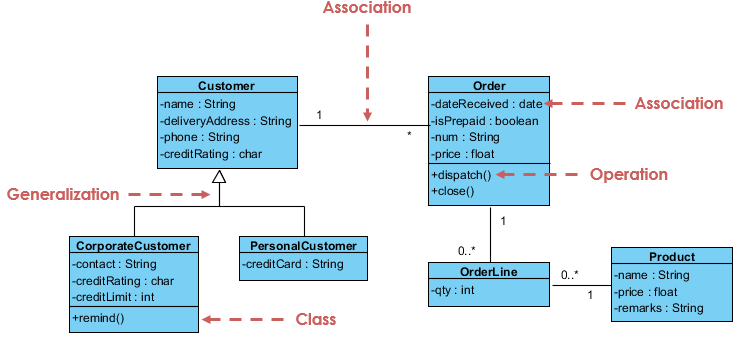 Association
Customer
-name : String
-deliveryAddress : String
-phone : String
-creditRating : char
1
*
Order
-dateReceived : date
-isPrepaid : boolean
-num : String
-price : float
+dispatch()
+close()
Association
Operation
Generalization
CorporateCustomer
-contact : String
-creditRating : char
-creditLimit : int
+remind()
Class
PersonalCustomer
-creditCard : String
1
0..*
OrderLine
-qty : int
0..*
1
Product
-name : String
-price : float
-remarks : String